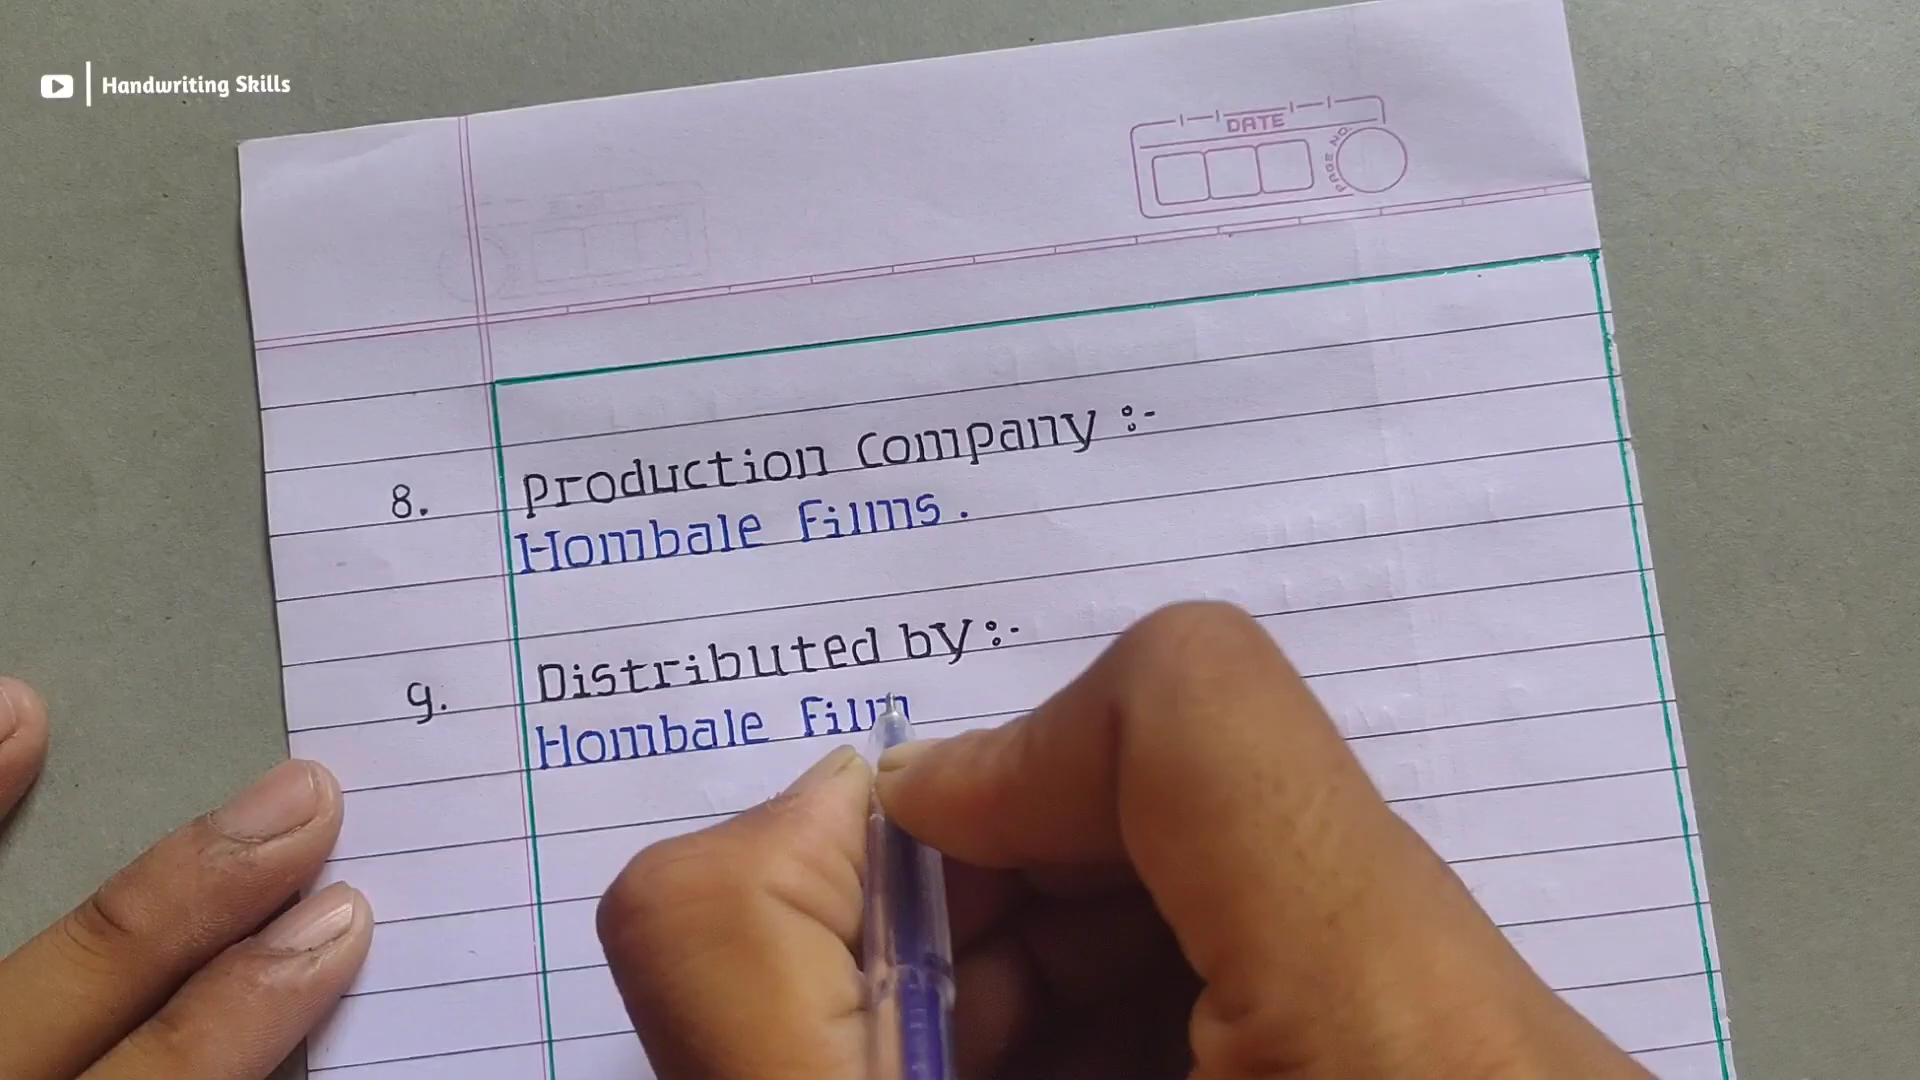 Handwriting Skills
DATE
PAGE NO.
8. Production Company :-
Hombale Films.
9. Distributed by :-
Hombale Film